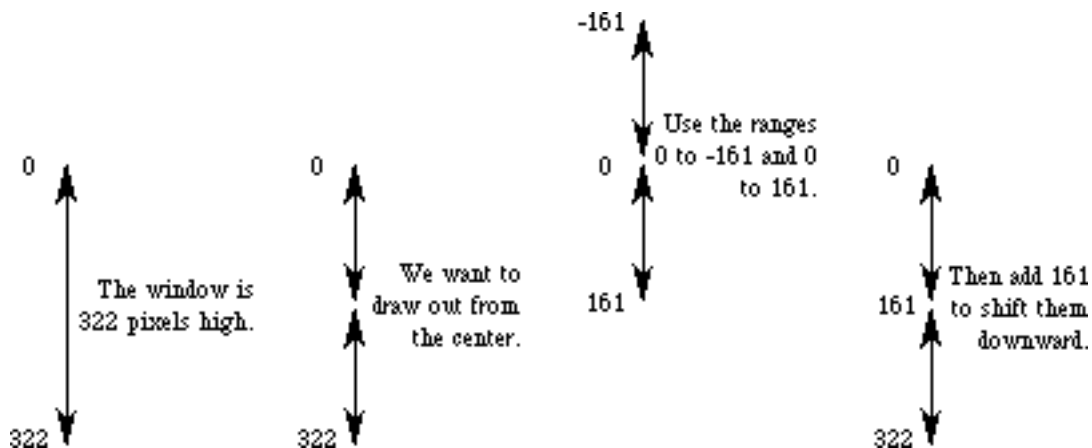 0
The window is
322 pixels high.
322
0
We want to
draw out from
the center.
322
-161
Use the ranges
0 to -161 and 0
to 161.
0
161
0
Then add 161
to shift them
downward.
161
322